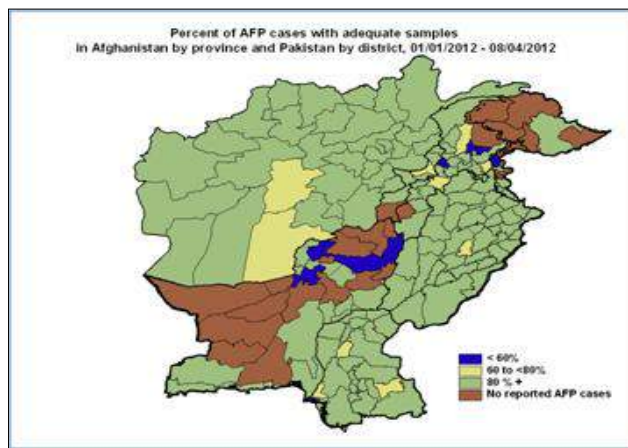 Percent of AFP cases with adequate samples
in Afghanistan by province and Pakistan by district, 01/01/2012 - 08/04/2012
< 60%
60 to <80%
80 % +
No reported AFP cases